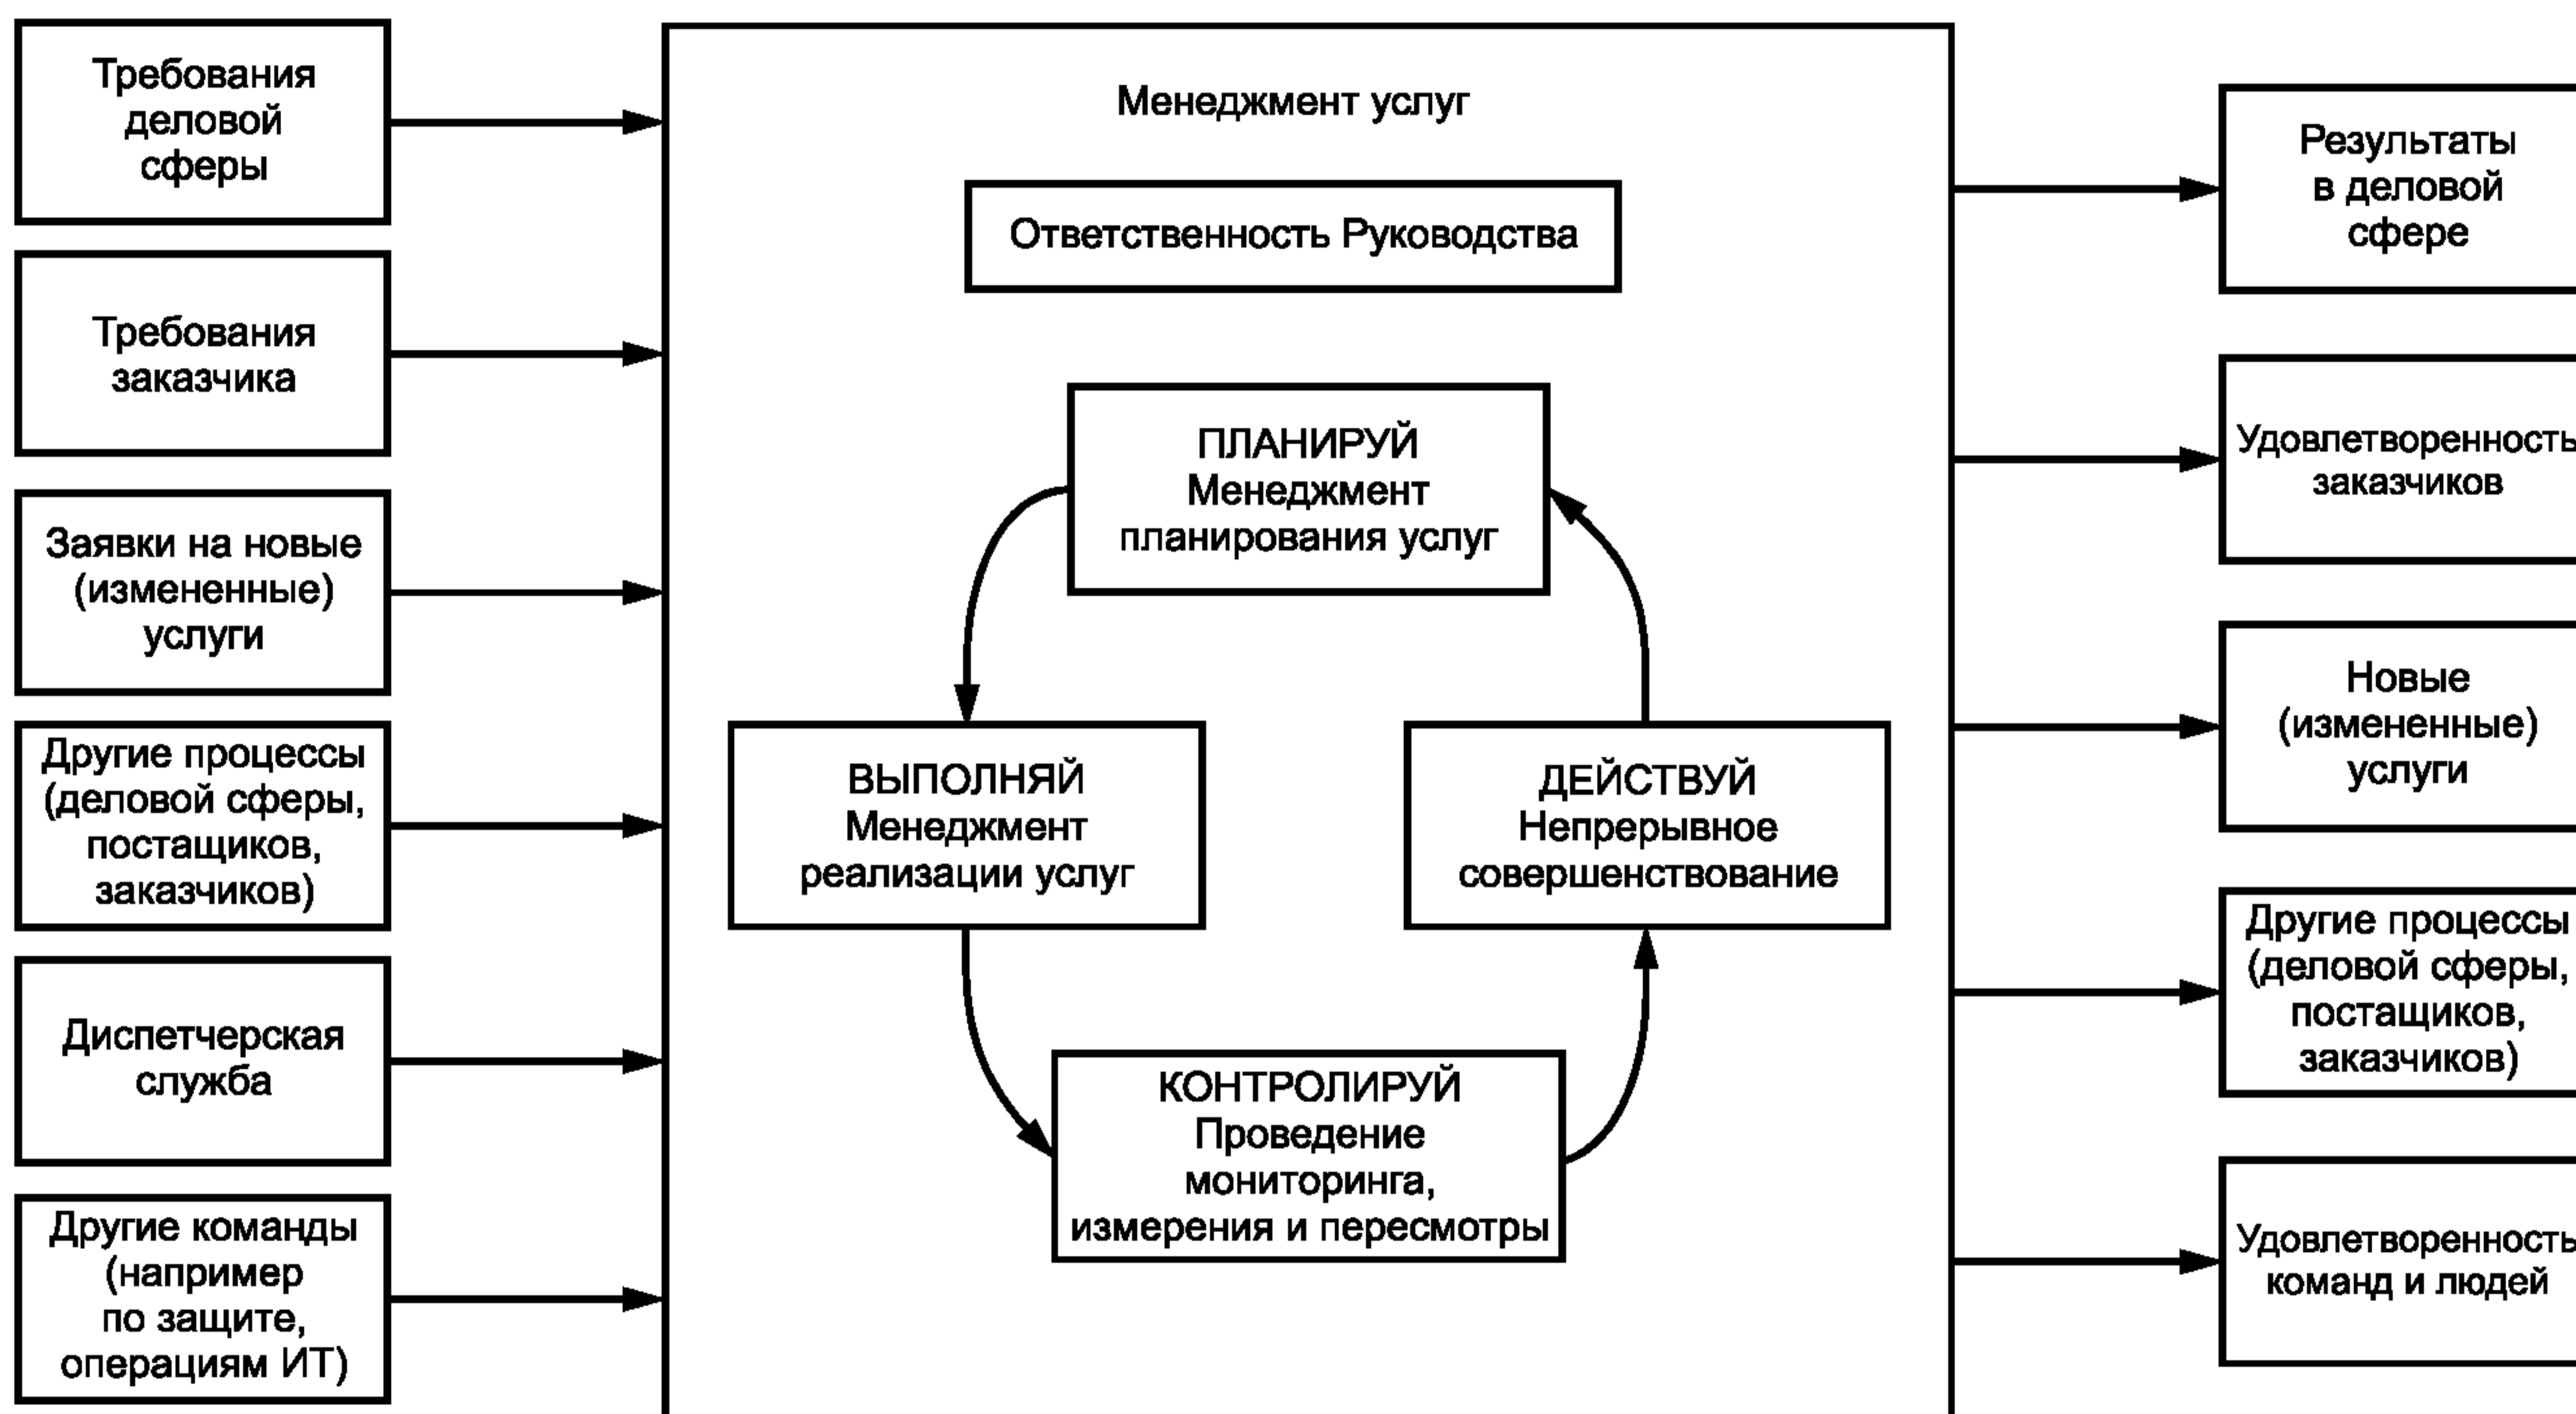 Требования
деловой
сферы
Требования
заказчика
Заявки на новые
(измененные)
услуги
Другие процессы
(деловой сферы,
постащиков,
заказчиков)
Диспетчерская
служба
Другие команды
(например
по защите,
операциям ИТ)
Менеджмент услуг
Ответственность Руководства
ПЛАНИРУЙ
Менеджмент
планирования услуг
ВЫПОЛНЯЙ
Менеджмент
реализации услуг
ДЕЙСТВУЙ
Непрерывное
совершенствование
КОНТРОЛИРУЙ
Проведение
мониторинга,
измерения и пересмотры
Результаты
в деловой
сфере
Удовлетворенность
заказчиков
Новые
(измененные)
услуги
Другие процессы
(деловой сферы,
постащиков,
заказчиков)
Удовлетворенность
команд и людей